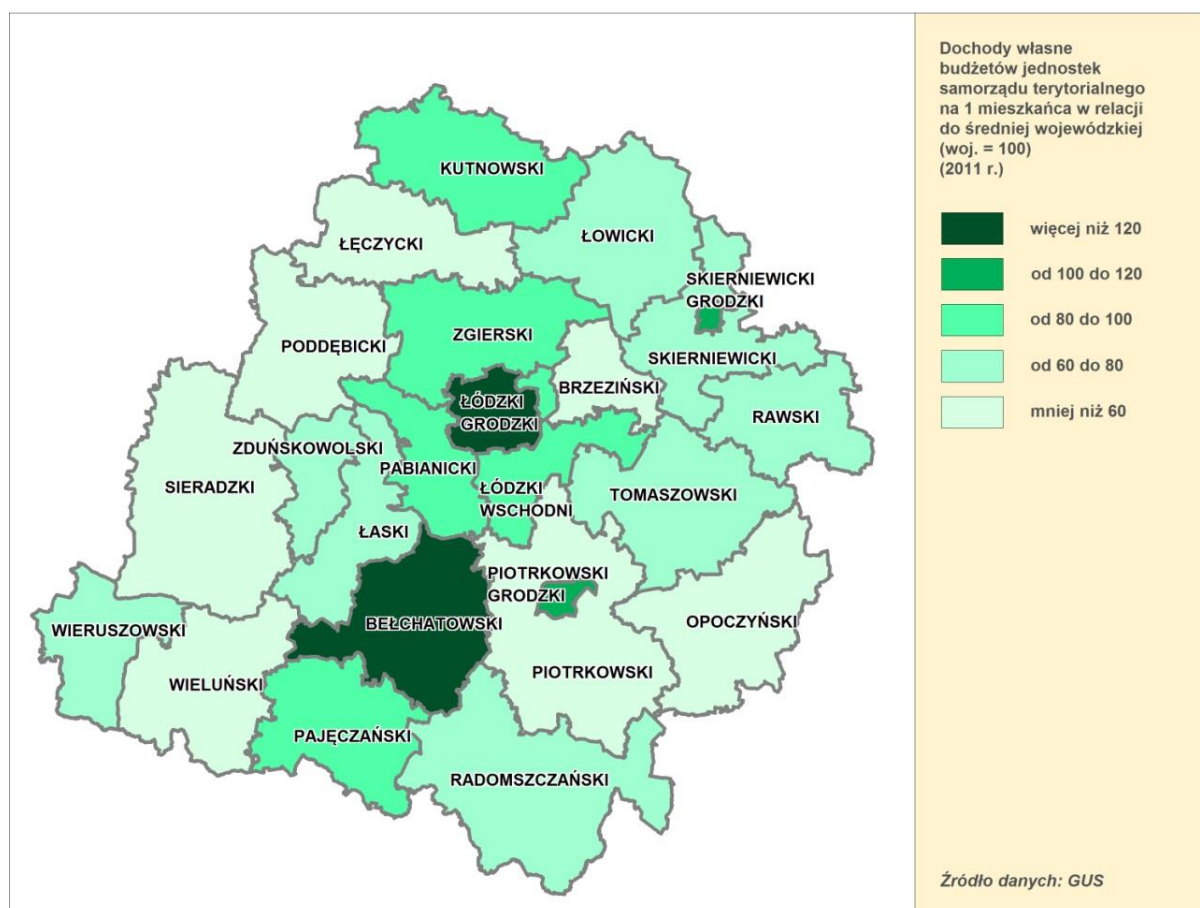 Dochody własne
budżetów jednostek
samorządu terytorialnego
na 1 mieszkańca w relacji
do średniej wojewódzkiej
(woj. = 100)
(2011 r.)
więcej niż 120
od 100 do 120
od 80 do 100
od 60 do 80
mniej niż 60
Źródło danych: GUS
KUTNOWSKI
ŁĘCZYCKI
ŁOWICKI
SKIERNIEWICKI
GRODZKI
ZGIERSKI
PODDĘBICKI
SKIERNIEWICKI
BRZEZIŃSKI
ŁÓDZKI
GRODZKI
RAWSKI
ZDUŃSKOWOLSKI
PABIANICKI
SIERADZKI
ŁÓDZKI
WSCHODNI
TOMASZOWSKI
ŁASKI
PIOTRKOWSKI
GRODZKI
BEŁCHATOWSKI
OPOCZYŃSKI
WIERUSZOWSKI
PIOTRKOWSKI
WIELUŃSKI
PAJĘCZAŃSKI
RADOMSZCZAŃSKI